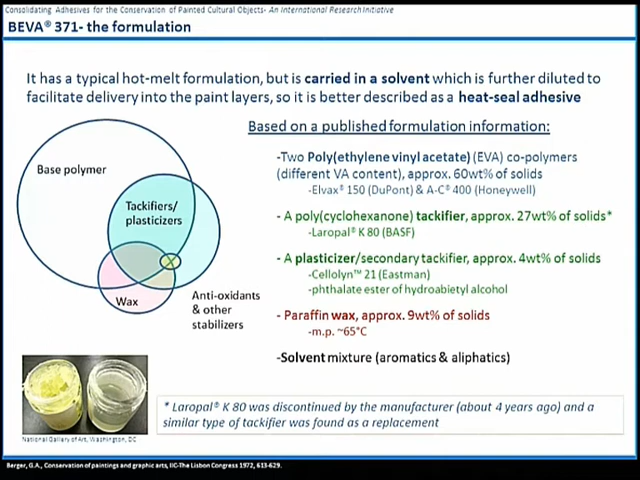 Consolidating Adhesives for the Conservation of Painted Cultural Objects- An International Research Initiative
BEVA® 371- the formulation
It has a typical hot-melt formulation, but is carried in a solvent which is further diluted to
facilitate delivery into the paint layers, so it is better described as a heat-seal adhesive
Based on a published formulation information:
Base polymer
Tackifiers/
plasticizers
Wax
Anti-oxidants
& other
stabilizers
-Two Poly(ethylene vinyl acetate) (EVA) co-polymers
(different VA content), approx. 60wt% of solids
-Elvax® 150 (DuPont) & A-C® 400 (Honeywell)
- A poly(cyclohexanone) tackifier, approx. 27wt% of solids*
-Laropal® K 80 (BASF)
- A plasticizer/secondary tackifier, approx. 4wt% of solids
-Cellolyn™ 21 (Eastman)
-phthalate ester of hydroabietyl alcohol
- Paraffin wax, approx. 9wt% of solids
-m.p. ~65°C
-Solvent mixture (aromatics & aliphatics)
* Laropal® K 80 was discontinued by the manufacturer (about 4 years ago) and a
similar type of tackifier was found as a replacement
National Gallery of Art, Washington, DC
Berger, G.A., Conservation of paintings and graphic arts, IIC-The Lisbon Congress 1972, 613-629.